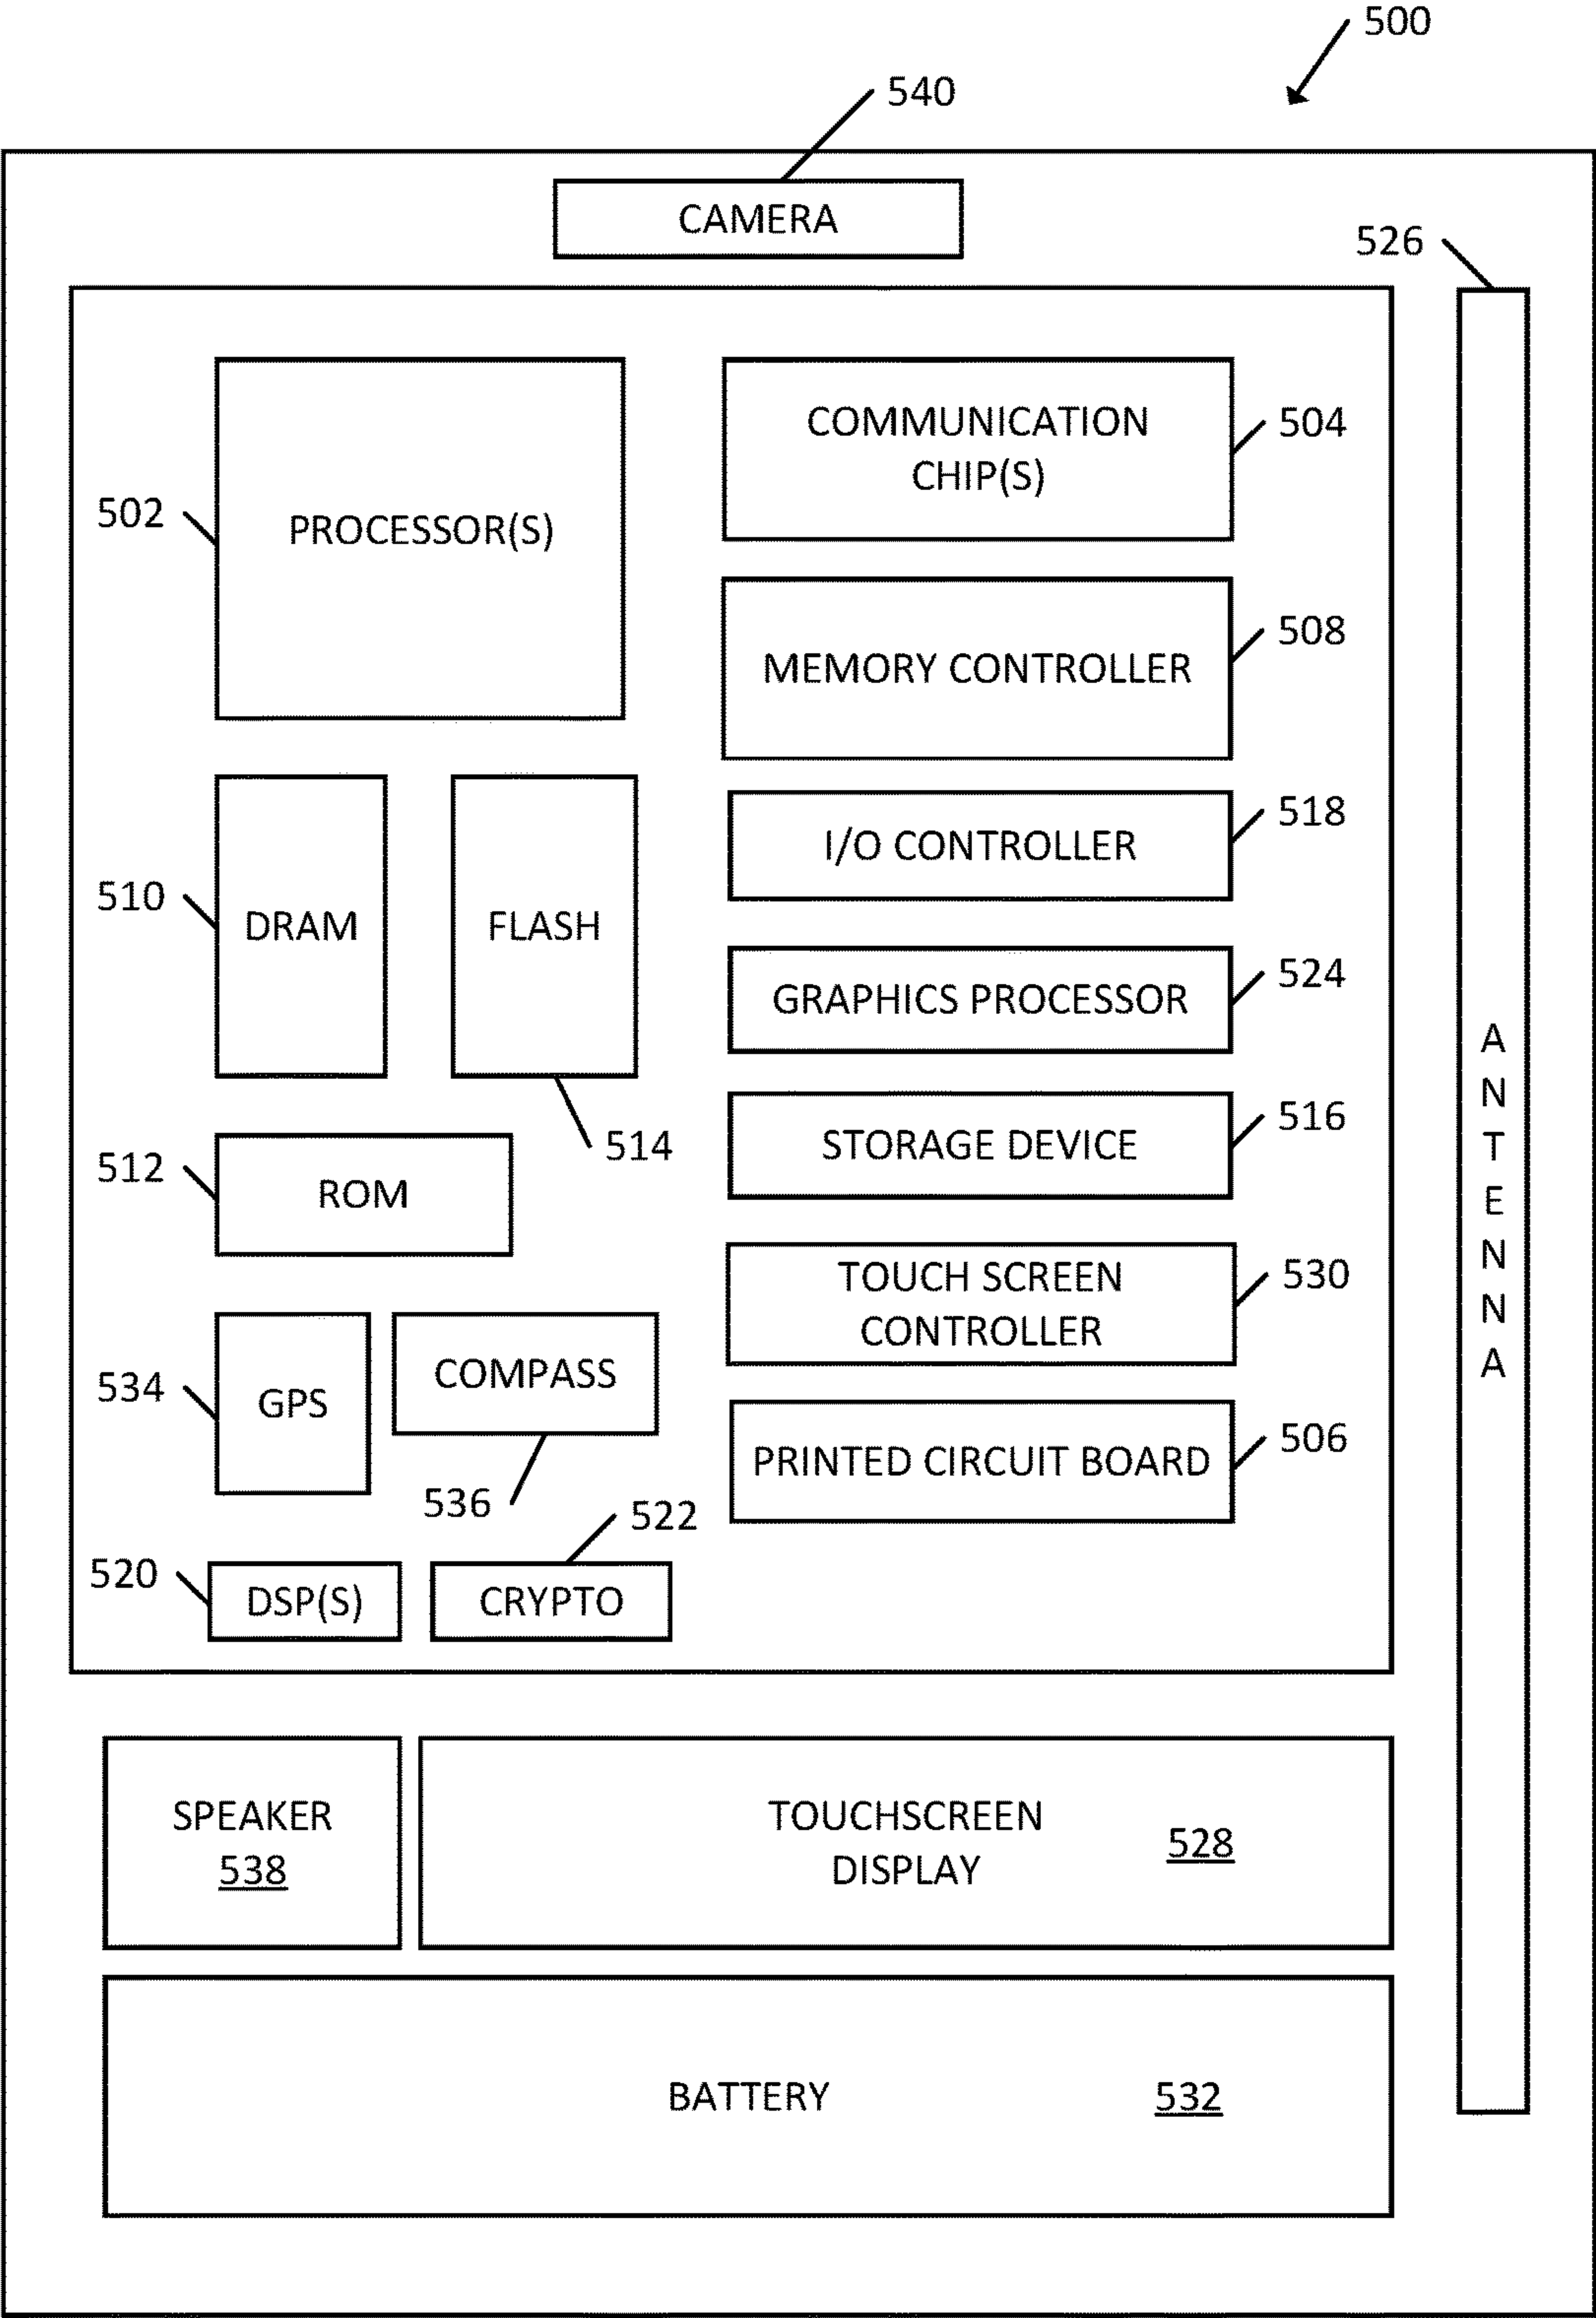 500
540
CAMERA
526
COMMUNICATION
CHIP(S)
504
502
PROCESSOR(S)
508
MEMORY CONTROLLER
518
I/O CONTROLLER
510
DRAM
FLASH
524
GRAPHICS PROCESSOR
514
516
STORAGE DEVICE
512
ROM
530
TOUCH SCREEN
CONTROLLER
534
GPS
COMPASS
536
506
PRINTED CIRCUIT BOARD
522
520
DSP(S)
CRYPTO
A
N
T
E
N
N
A
SPEAKER
538
TOUCHSCREEN
DISPLAY
528
BATTERY
532